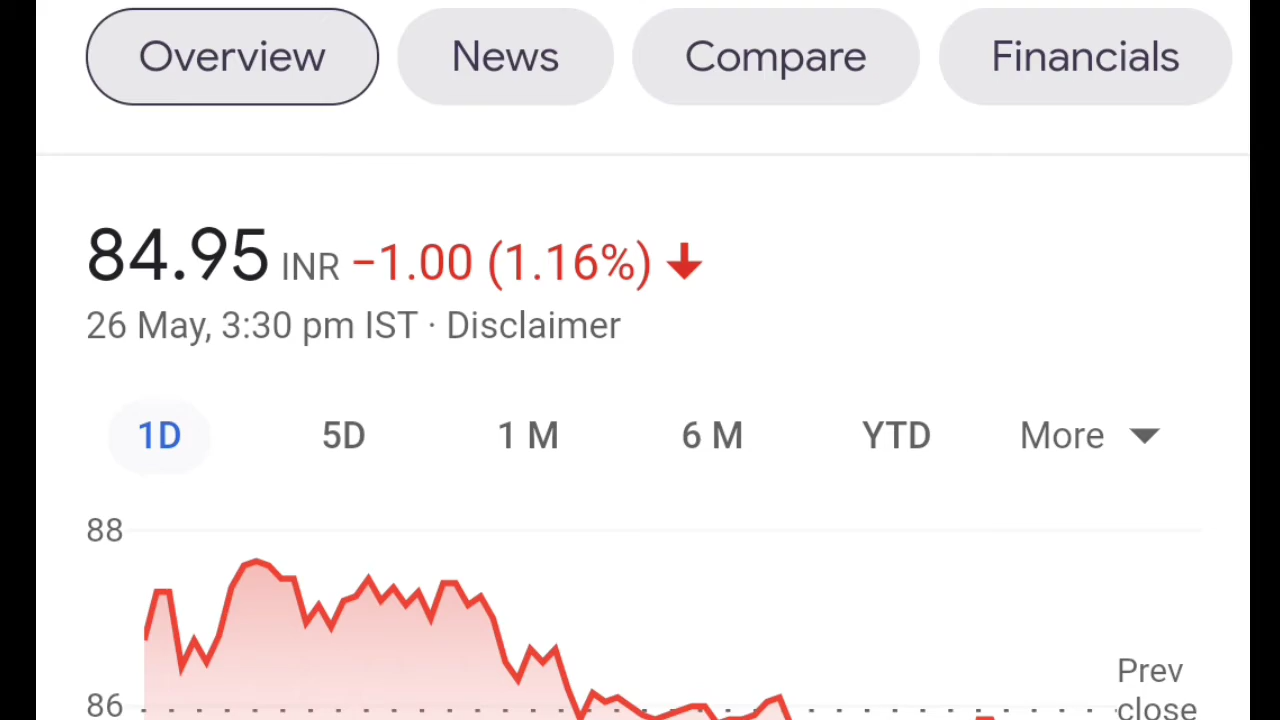 Overview News Compare Financials
84.95 INR −1.00 (1.16%)
26 May, 3:30 pm IST · Disclaimer
1D 5D 1 M 6 M YTD More
88
86
Prev
close